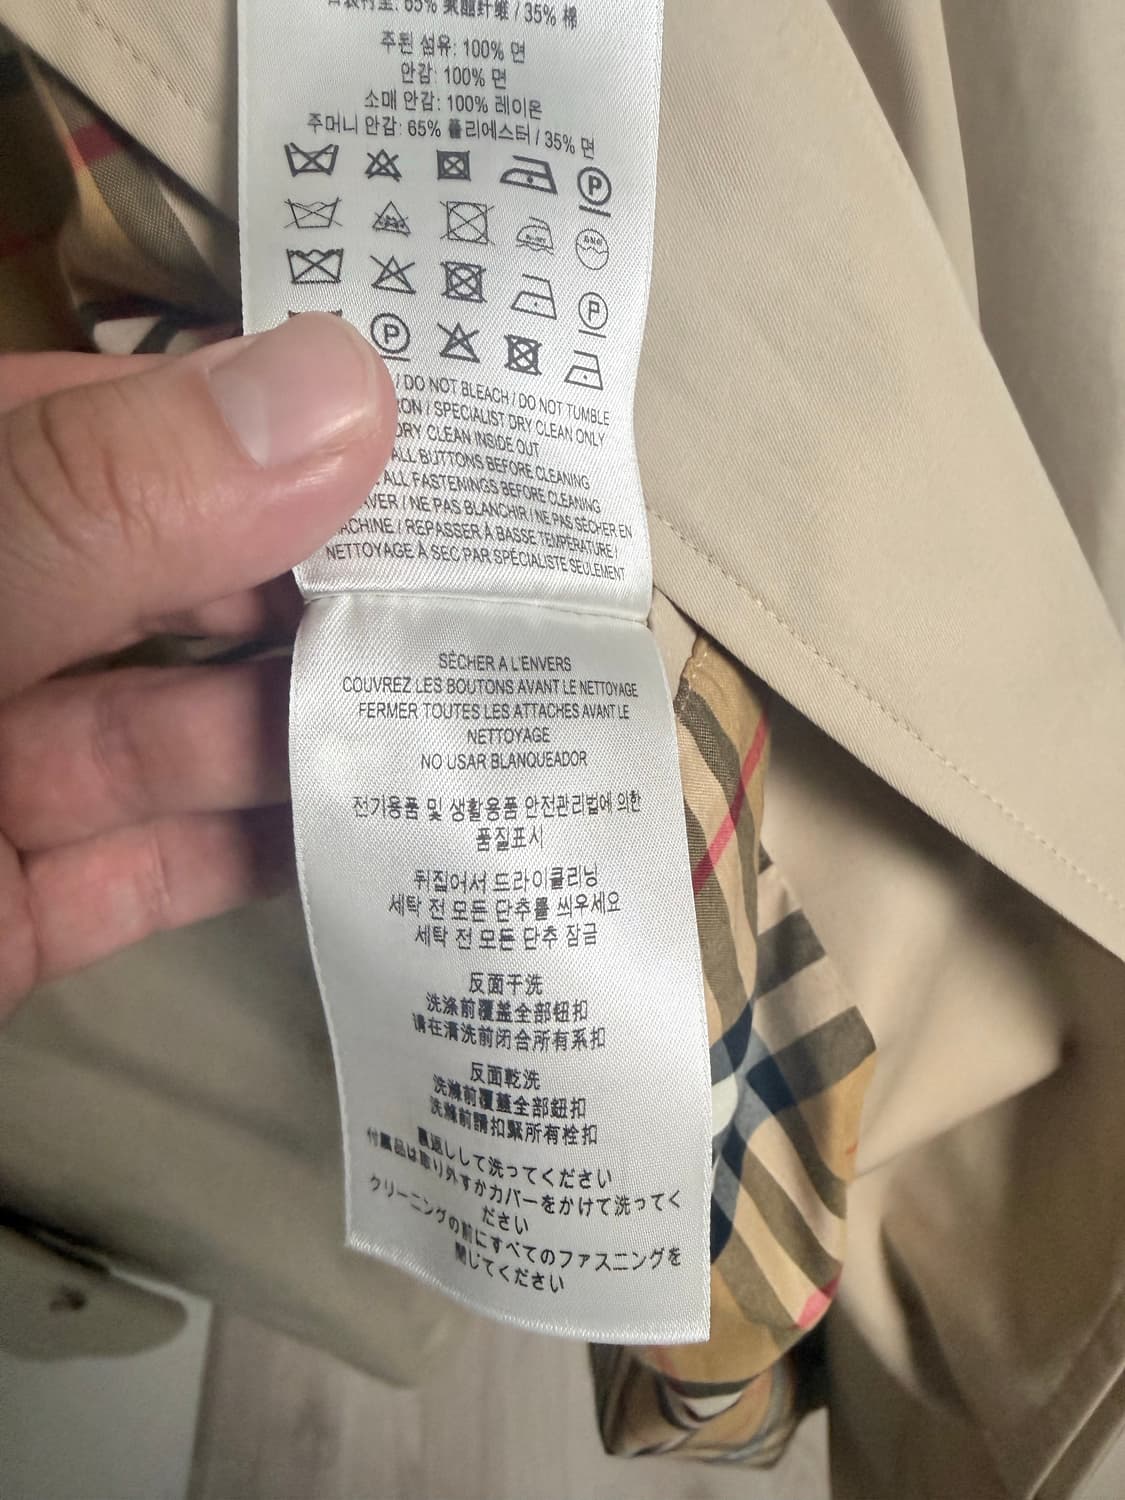 65% 聚酯纤维 / 35% 棉
주된 섬유: 100% 면
안감: 100% 면
소매 안감: 100% 레이온
주머니 안감: 65% 폴리에스터 / 35% 면
P
P
P
/ DO NOT BLEACH / DO NOT TUMBLE
/ SPECIALIST DRY CLEAN ONLY
DRY CLEAN INSIDE OUT
ALL BUTTONS BEFORE CLEANING
ALL FASTENINGS BEFORE CLEANING
/ NE PAS BLANCHIR / NE PAS SÉCHER EN
MACHINE / REPASSER À BASSE TEMPÉRATURE /
NETTOYAGE À SEC PAR SPÉCIALISTE SEULEMENT
SÉCHER A L'ENVERS
COUVREZ LES BOUTONS AVANT LE NETTOYAGE
FERMER TOUTES LES ATTACHES AVANT LE
NETTOYAGE
NO USAR BLANQUEADOR
전기용품 및 생활용품 안전관리법에 의한
품질표시
뒤집어서 드라이클리닝
세탁 전 모든 단추를 씌우세요
세탁 전 모든 단추 잠금
反面干洗
洗涤前覆盖全部钮扣
请在清洗前闭合所有系扣
反面乾洗
洗滌前覆蓋全部鈕扣
洗滌前請扣緊所有栓扣
裏返しして洗ってください
付属品は取り外すかカバーをかけて洗ってく
ださい
クリーニングの前にすべてのファスニングを
閉じてください